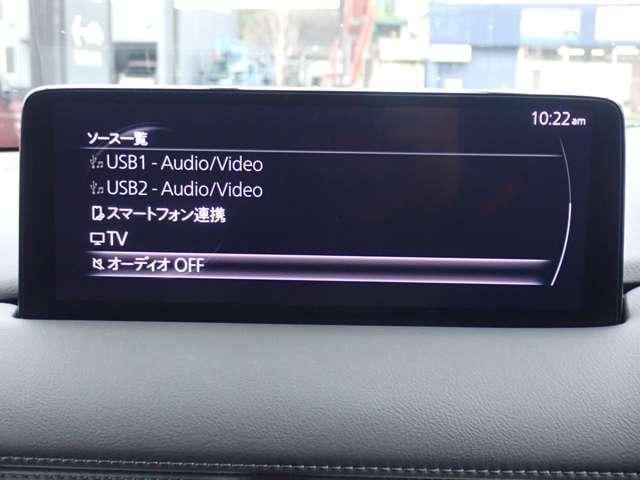 10:22am
ソース一覧
USB1 - Audio/Video
USB2 - Audio/Video
スマートフォン連携
TV
オーディオ OFF